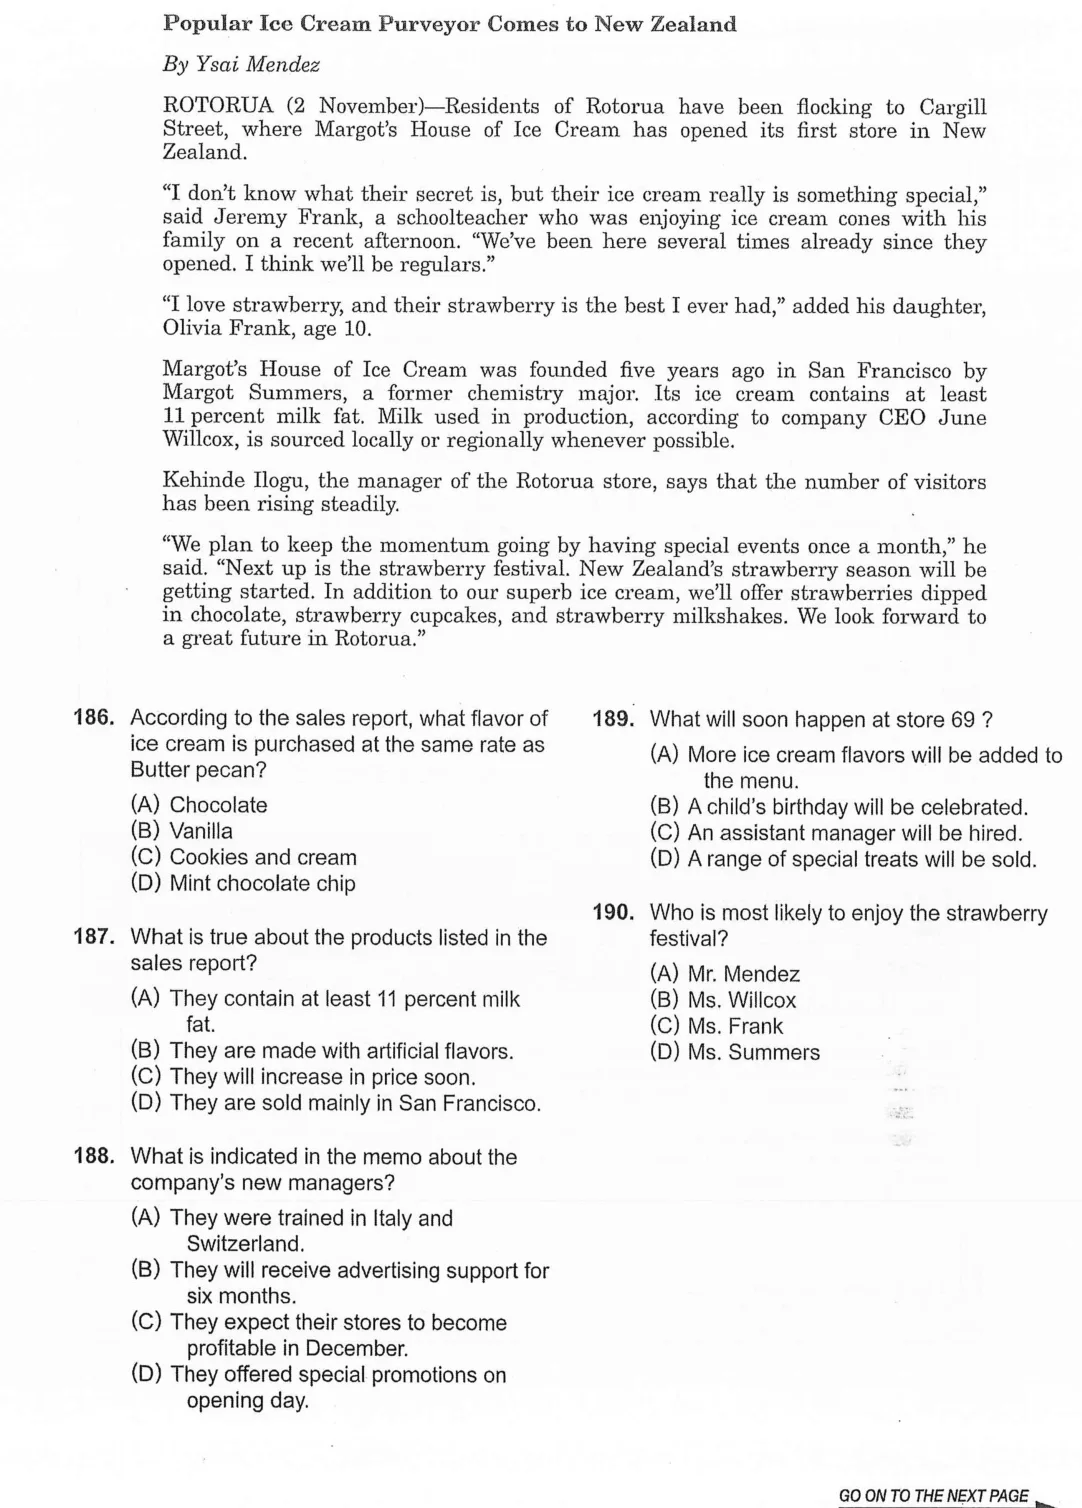 Popular Ice Cream Purveyor Comes to New Zealand
By Ysai Mendez
ROTORUA (2 November)—Residents of Rotorua have been flocking to Cargill
Street, where Margot's House of Ice Cream has opened its first store in New
Zealand.
“I don't know what their secret is, but their ice cream really is something special,”
said Jeremy Frank, a schoolteacher who was enjoying ice cream cones with his
family on a recent afternoon. “We've been here several times already since they
opened. I think we'll be regulars.”
“I love strawberry, and their strawberry is the best I ever had,” added his daughter,
Olivia Frank, age 10.
Margot's House of Ice Cream was founded five years ago in San Francisco by
Margot Summers, a former chemistry major. Its ice cream contains at least
11 percent milk fat. Milk used in production, according to company CEO June
Willcox, is sourced locally or regionally whenever possible.
Kehinde Ilogu, the manager of the Rotorua store, says that the number of visitors
has been rising steadily.
“We plan to keep the momentum going by having special events once a month,” he
said. “Next up is the strawberry festival. New Zealand's strawberry season will be
getting started. In addition to our superb ice cream, we'll offer strawberries dipped
in chocolate, strawberry cupcakes, and strawberry milkshakes. We look forward to
a great future in Rotorua.”
186. According to the sales report, what flavor of
ice cream is purchased at the same rate as
Butter pecan?
(A) Chocolate
(B) Vanilla
(C) Cookies and cream
(D) Mint chocolate chip
187. What is true about the products listed in the
sales report?
(A) They contain at least 11 percent milk
fat.
(B) They are made with artificial flavors.
(C) They will increase in price soon.
(D) They are sold mainly in San Francisco.
188. What is indicated in the memo about the
company's new managers?
(A) They were trained in Italy and
Switzerland.
(B) They will receive advertising support for
six months.
(C) They expect their stores to become
profitable in December.
(D) They offered special promotions on
opening day.
189. What will soon happen at store 69 ?
(A) More ice cream flavors will be added to
the menu.
(B) A child's birthday will be celebrated.
(C) An assistant manager will be hired.
(D) A range of special treats will be sold.
190. Who is most likely to enjoy the strawberry
festival?
(A) Mr. Mendez
(B) Ms. Willcox
(C) Ms. Frank
(D) Ms. Summers
GO ON TO THE NEXT PAGE